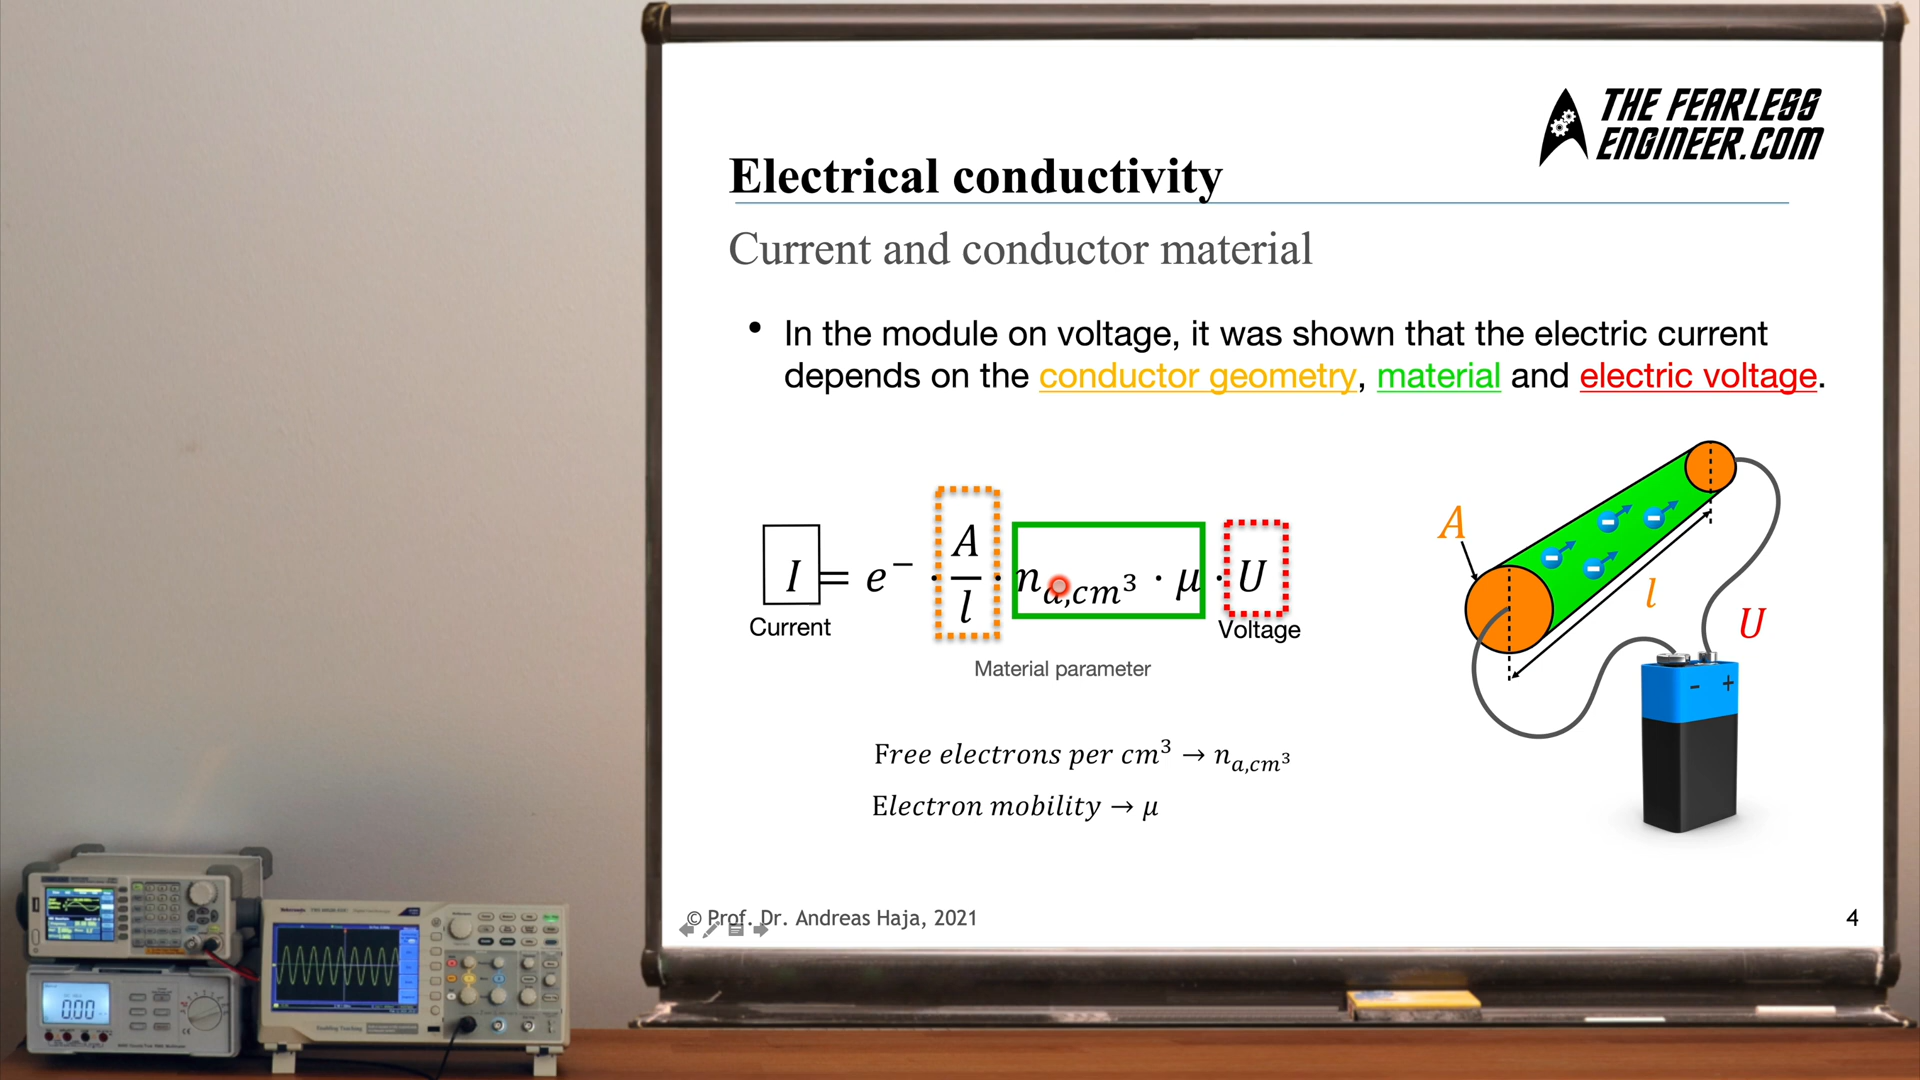 THE FEARLESS
ENGINEER.COM
Electrical conductivity
Current and conductor material
• In the module on voltage, it was shown that the electric current
depends on the conductor geometry, material and electric voltage.
I = e⁻ · A/l · n_{a,cm³} · μ · U
Current
Voltage
Material parameter
Free electrons per cm³ → n_{a,cm³}
Electron mobility → μ
A
l
U
- +
© Prof. Dr. Andreas Haja, 2021
4
0.00